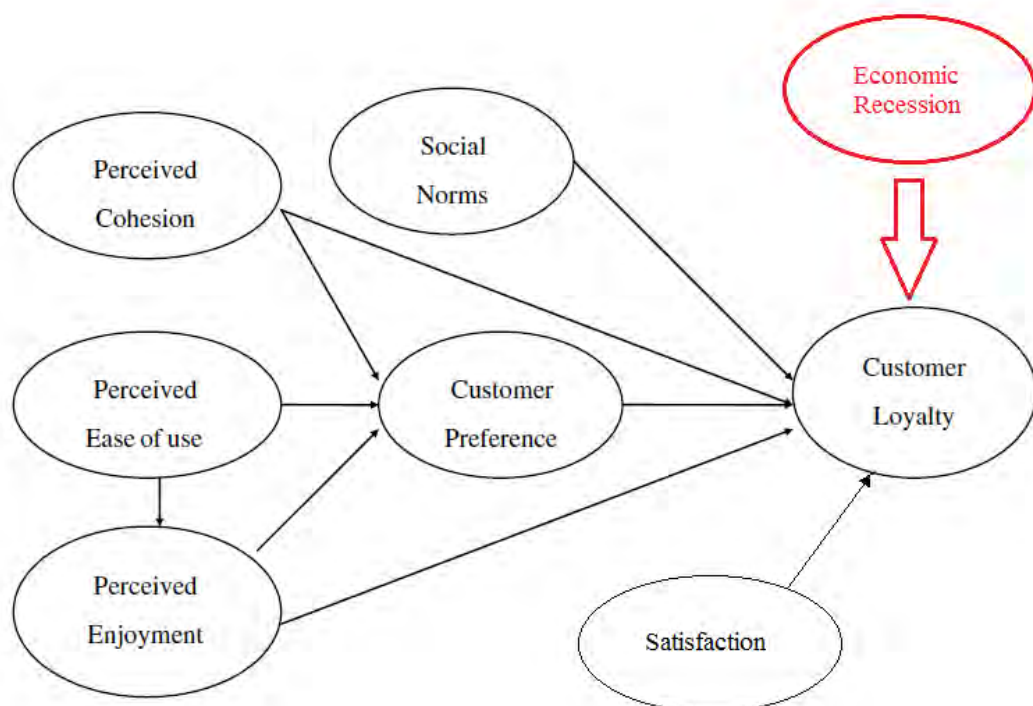 Economic
Recession
Social
Norms
Perceived
Cohesion
Perceived
Ease of use
Customer
Preference
Customer
Loyalty
Perceived
Enjoyment
Satisfaction